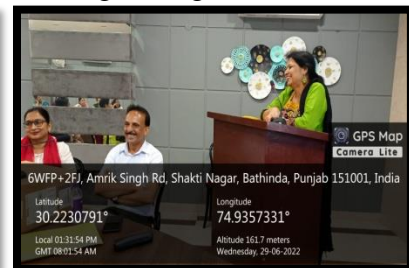 GPS Map
Camera Lite
6WFP+2FJ, Amrik Singh Rd, Shakti Nagar, Bathinda, Punjab 151001, India
Latitude
30.2230791°
Longitude
74.9357331°
Local 01:31:54 PM
GMT 08:01:54 AM
Altitude 161.7 meters
Wednesday, 29-06-2022